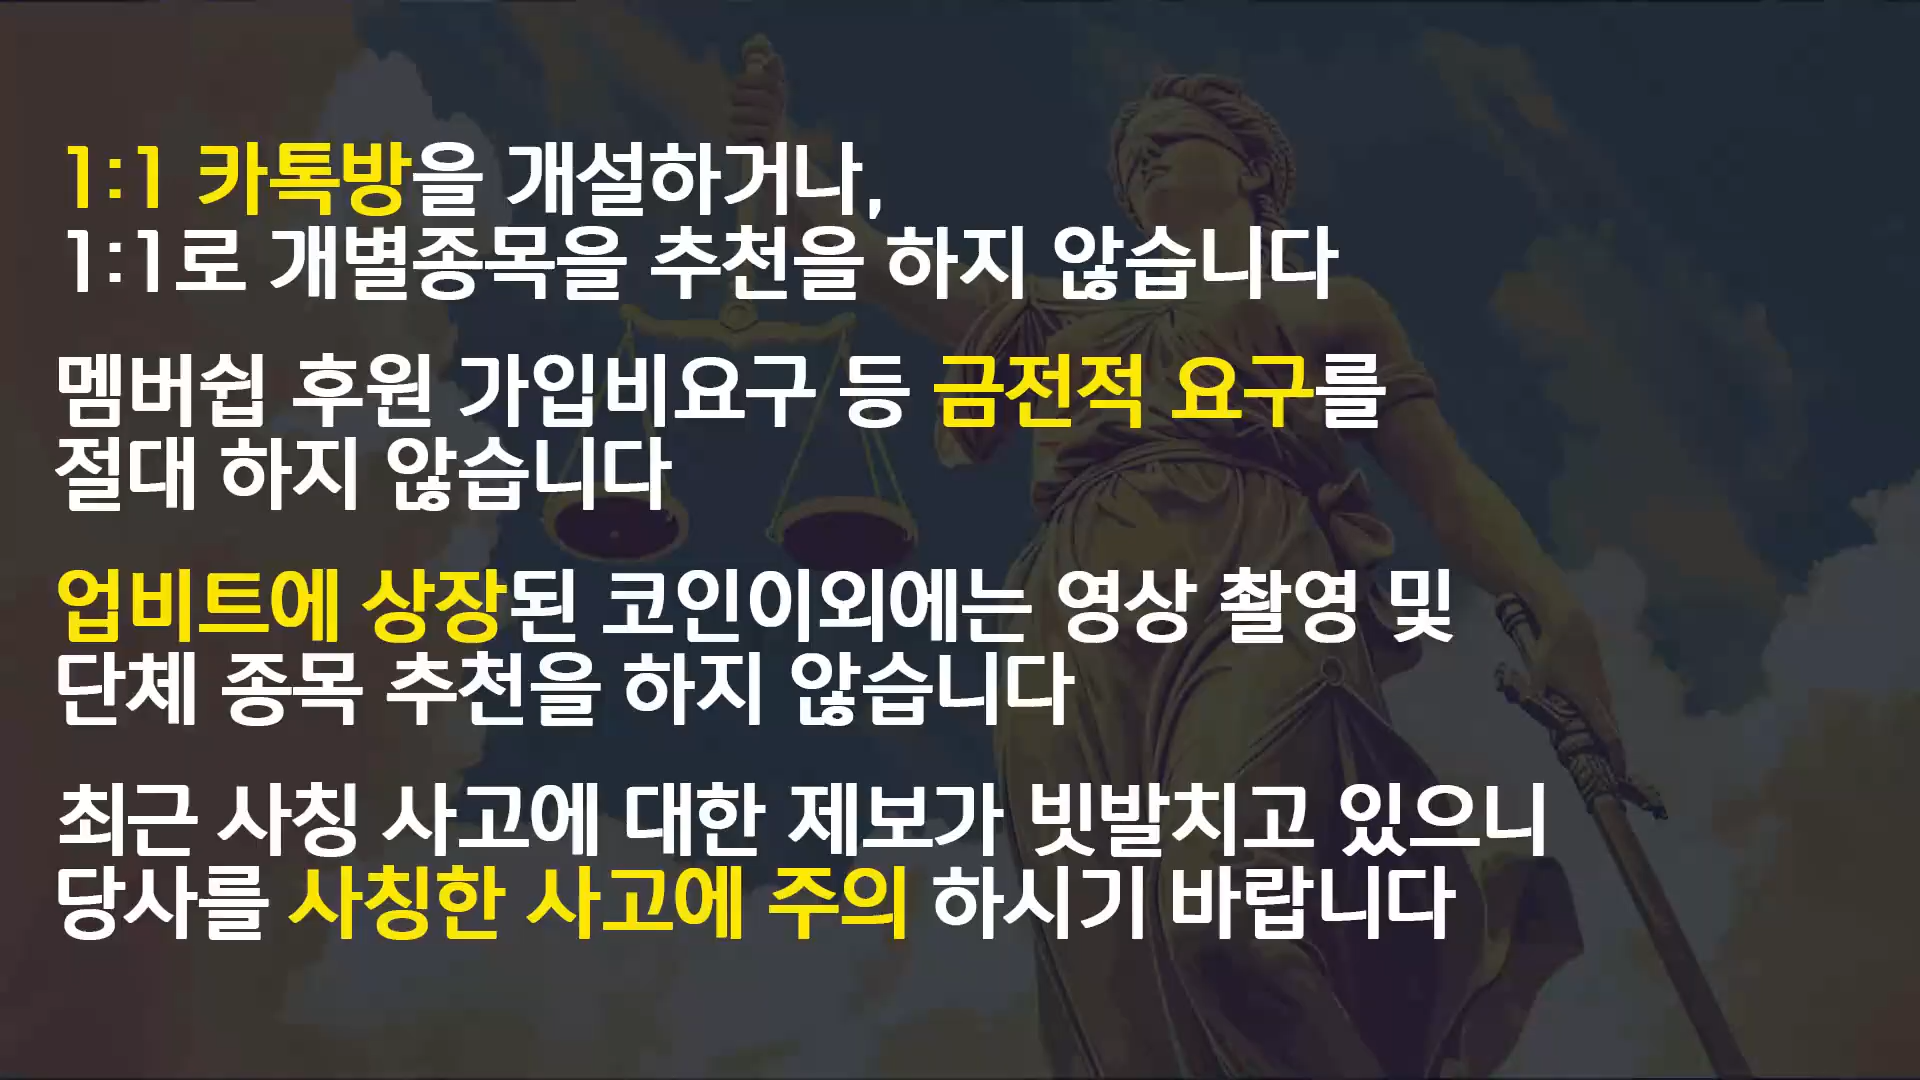 1:1 카톡방을 개설하거나,
1:1로 개별종목을 추천을 하지 않습니다
멤버쉽 후원 가입비요구 등 금전적 요구를
절대 하지 않습니다
업비트에 상장된 코인이외에는 영상 촬영 및
단체 종목 추천을 하지 않습니다
최근 사칭 사고에 대한 제보가 빗발치고 있으니
당사를 사칭한 사고에 주의 하시기 바랍니다